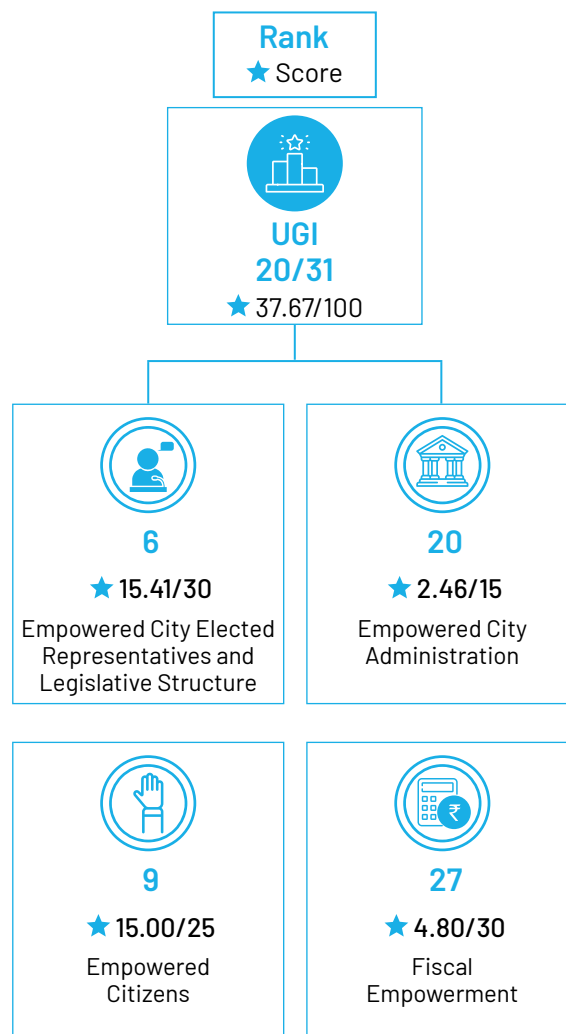 Rank
★ Score
UGI
20/31
★ 37.67/100
6
★ 15.41/30
Empowered City Elected
Representatives and
Legislative Structure
20
★ 2.46/15
Empowered City
Administration
9
★ 15.00/25
Empowered
Citizens
₹
27
★ 4.80/30
Fiscal
Empowerment